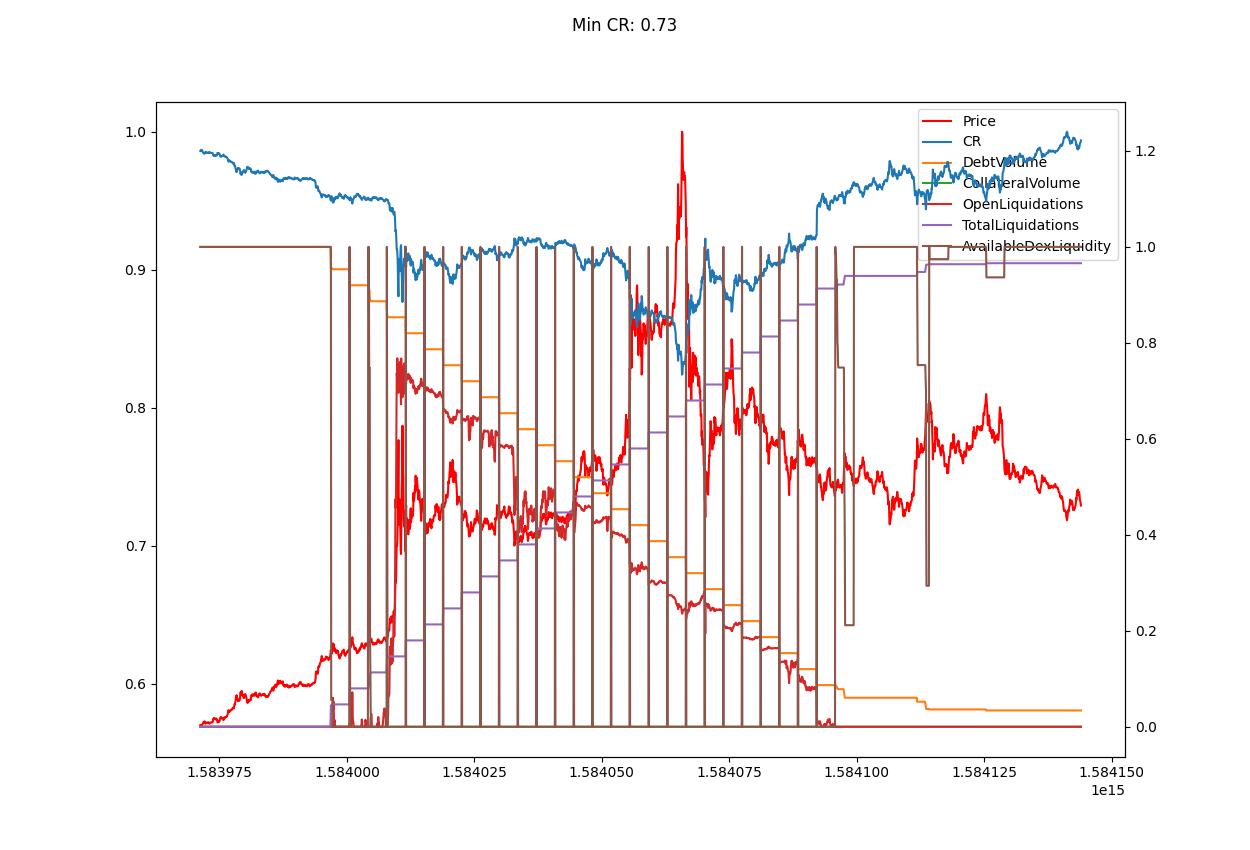 Min CR: 0.73
1.0
0.9
0.8
0.7
0.6
1.2
1.0
0.8
0.6
0.4
0.2
0.0
Price
CR
DebtVolume
CollateralVolume
OpenLiquidations
TotalLiquidations
AvailableDexLiquidity
1.583975 1.584000 1.584025 1.584050 1.584075 1.584100 1.584125 1.584150
1e15